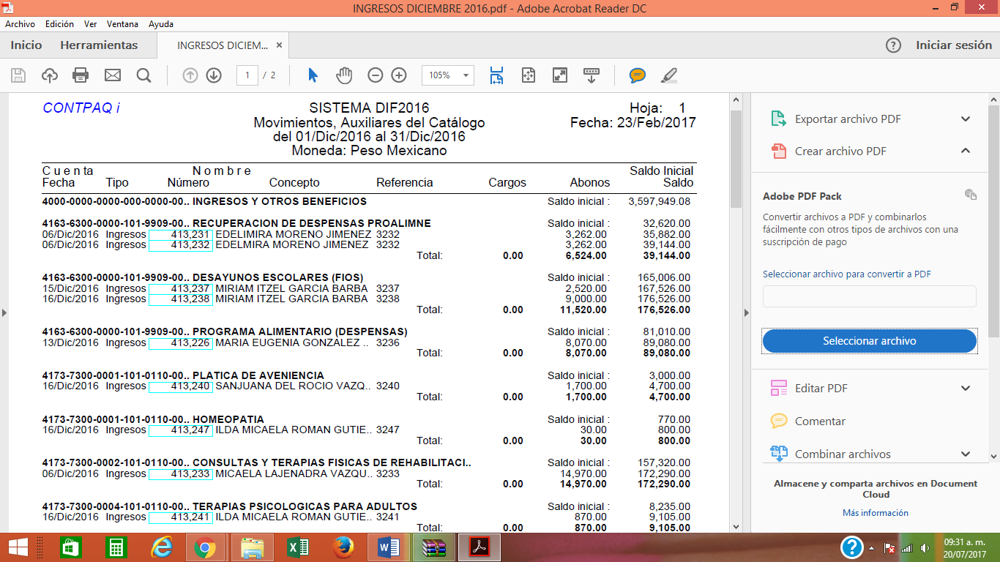 INGRESOS DICIEMBRE 2016.pdf - Adobe Acrobat Reader DC
Archivo Edición Ver Ventana Ayuda
Inicio Herramientas INGRESOS DICIEM... × Iniciar sesión
1 / 2 105%
CONTPAQ i SISTEMA DIF2016 Hoja: 1
Movimientos, Auxiliares del Catálogo Fecha: 23/Feb/2017
del 01/Dic/2016 al 31/Dic/2016
Moneda: Peso Mexicano
C u e n t a N o m b r e Saldo Inicial
Fecha Tipo Número Concepto Referencia Cargos Abonos Saldo
4000-0000-0000-000-0000-00.. INGRESOS Y OTROS BENEFICIOS Saldo inicial : 3,597,949.08
4163-6300-0000-101-9909-00.. RECUPERACION DE DESPENSAS PROALIMNE Saldo inicial : 32,620.00
06/Dic/2016 Ingresos 413,231 EDELIMIRA MORENO JIMENEZ 3232 3,262.00 35,882.00
06/Dic/2016 Ingresos 413,232 EDELMIRA MORENO JIMENEZ 3232 3,262.00 39,144.00
Total: 0.00 6,524.00 39,144.00
4163-6300-0000-101-9909-00.. DESAYUNOS ESCOLARES (FIOS) Saldo inicial : 165,006.00
15/Dic/2016 Ingresos 413,237 MIRIAM ITZEL GARCIA BARBA 3237 2,520.00 167,526.00
16/Dic/2016 Ingresos 413,238 MIRIAM ITZEL GARCIA BARBA 3238 9,000.00 176,526.00
Total: 0.00 11,520.00 176,526.00
4163-6300-0000-101-9909-00.. PROGRAMA ALIMENTARIO (DESPENSAS) Saldo inicial : 81,010.00
13/Dic/2016 Ingresos 413,226 MARIA EUGENIA GONZALEZ .. 3236 8,070.00 89,080.00
Total: 0.00 8,070.00 89,080.00
4173-7300-0001-101-0110-00.. PLATICA DE AVENIENCIA Saldo inicial : 3,000.00
16/Dic/2016 Ingresos 413,240 SANJUANA DEL ROCIO VAZQ.. 3240 1,700.00 4,700.00
Total: 0.00 1,700.00 4,700.00
4173-7300-0001-101-0110-00.. HOMEOPATIA Saldo inicial : 770.00
16/Dic/2016 Ingresos 413,247 ILDA MICAELA ROMAN GUTIE.. 3247 30.00 800.00
Total: 0.00 30.00 800.00
4173-7300-0002-101-0110-00.. CONSULTAS Y TERAPIAS FISICAS DE REHABILITACI.. Saldo inicial : 157,320.00
06/Dic/2016 Ingresos 413,233 MICAELA LAJENADRA VAZQU.. 3233 14,970.00 172,290.00
Total: 0.00 14,970.00 172,290.00
4173-7300-0004-101-0110-00.. TERAPIAS PSICOLOGICAS PARA ADULTOS Saldo inicial : 8,235.00
16/Dic/2016 Ingresos 413,241 ILDA MICAELA ROMAN GUTIE.. 3241 870.00 9,105.00
Total: 0.00 870.00 9,105.00
Exportar archivo PDF
Crear archivo PDF
Adobe PDF Pack
Convertir archivos a PDF y combinarlos
fácilmente con otros tipos de archivos con una
suscripción de pago
Seleccionar archivo para convertir a PDF
Seleccionar archivo
Editar PDF
Comentar
Combinar archivos
Almacene y comparta archivos en Document
Cloud
Más información
09:31 a. m.
20/07/2017